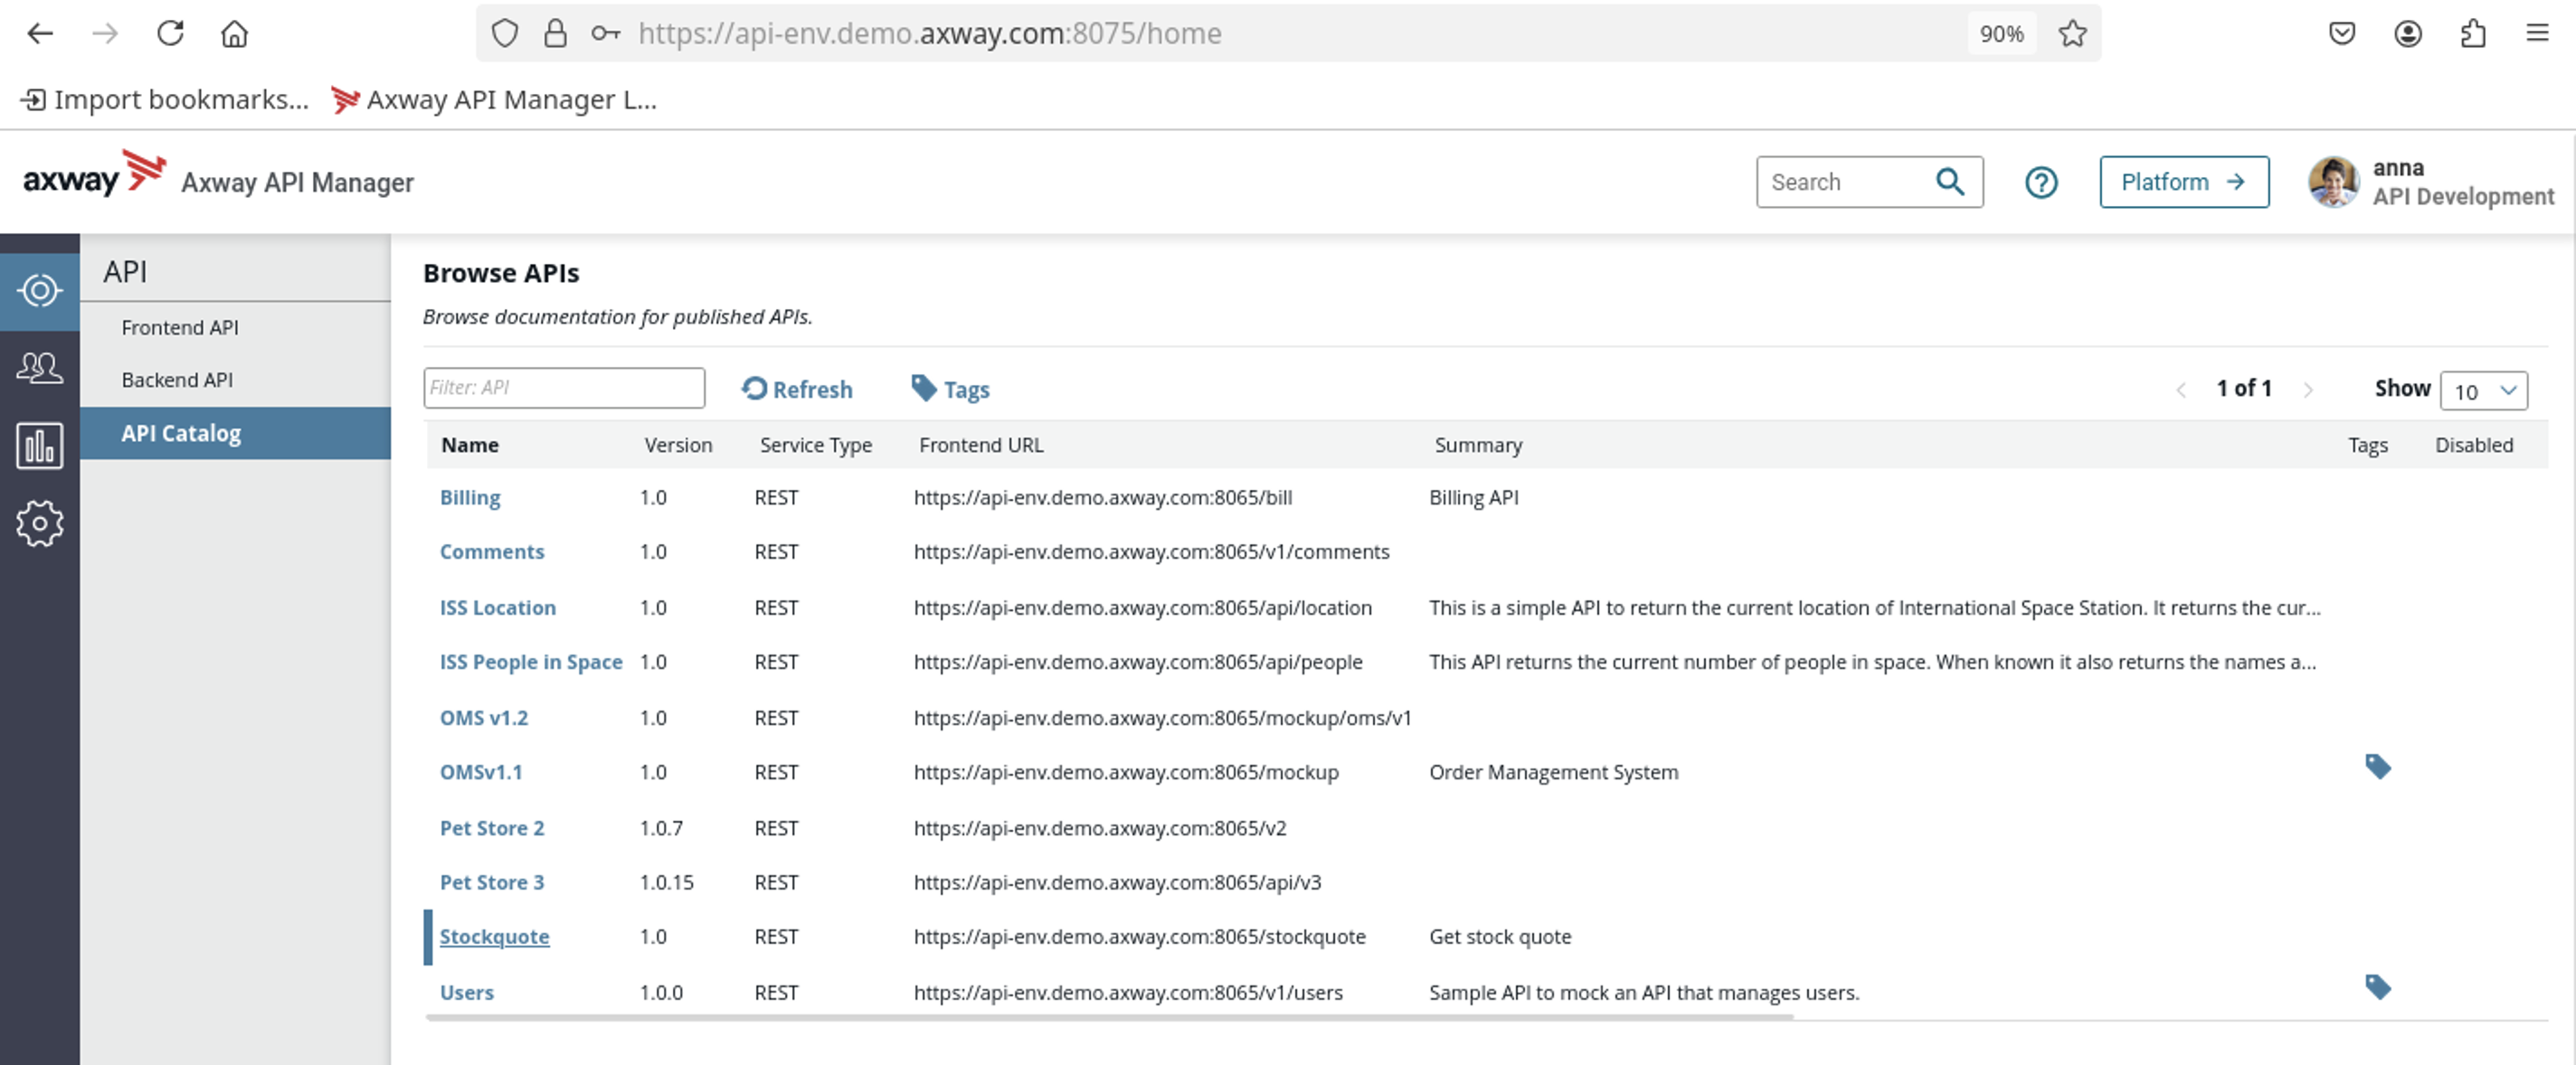 https://api-env.demo.axway.com:8075/home 90%
Import bookmarks... Axway API Manager L...
axway Axway API Manager Search Platform anna
API Development
API
Frontend API
Backend API
API Catalog
Browse APIs
Browse documentation for published APIs.
Filter: API Refresh Tags 1 of 1 Show 10
Name Version Service Type Frontend URL Summary Tags Disabled
Billing 1.0 REST https://api-env.demo.axway.com:8065/bill Billing API
Comments 1.0 REST https://api-env.demo.axway.com:8065/v1/comments
ISS Location 1.0 REST https://api-env.demo.axway.com:8065/api/location This is a simple API to return the current location of International Space Station. It returns the cur...
ISS People in Space 1.0 REST https://api-env.demo.axway.com:8065/api/people This API returns the current number of people in space. When known it also returns the names a...
OMS v1.2 1.0 REST https://api-env.demo.axway.com:8065/mockup/oms/v1
OMSv1.1 1.0 REST https://api-env.demo.axway.com:8065/mockup Order Management System
Pet Store 2 1.0.7 REST https://api-env.demo.axway.com:8065/v2
Pet Store 3 1.0.15 REST https://api-env.demo.axway.com:8065/api/v3
Stockquote 1.0 REST https://api-env.demo.axway.com:8065/stockquote Get stock quote
Users 1.0.0 REST https://api-env.demo.axway.com:8065/v1/users Sample API to mock an API that manages users.